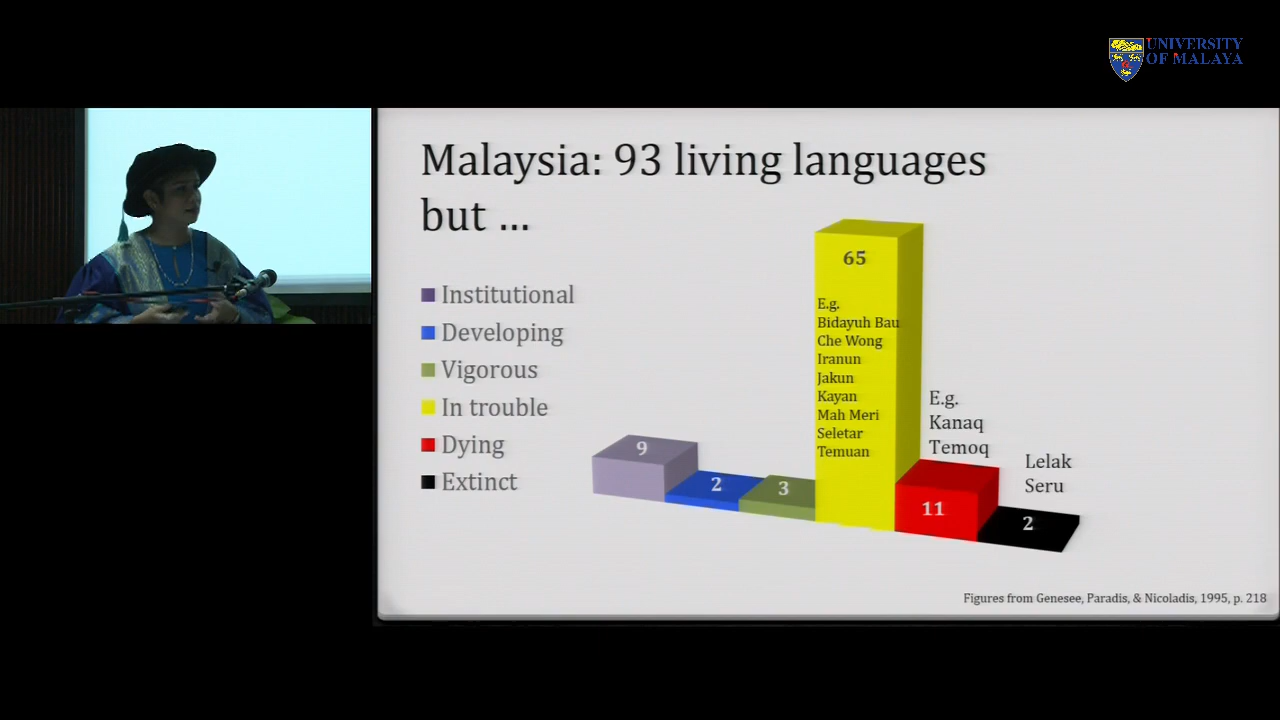 UNIVERSITY
OF MALAYA
Malaysia: 93 living languages
but ...
Institutional
Developing
Vigorous
In trouble
Dying
Extinct
9
2
3
65
E.g.
Bidayuh Bau
Che Wong
Iranun
Jakun
Kayan
Mah Meri
Seletar
Temuan
11
E.g.
Kanaq
Temoq
2
Lelak
Seru
Figures from Genesee, Paradis, & Nicoladis, 1995, p. 218